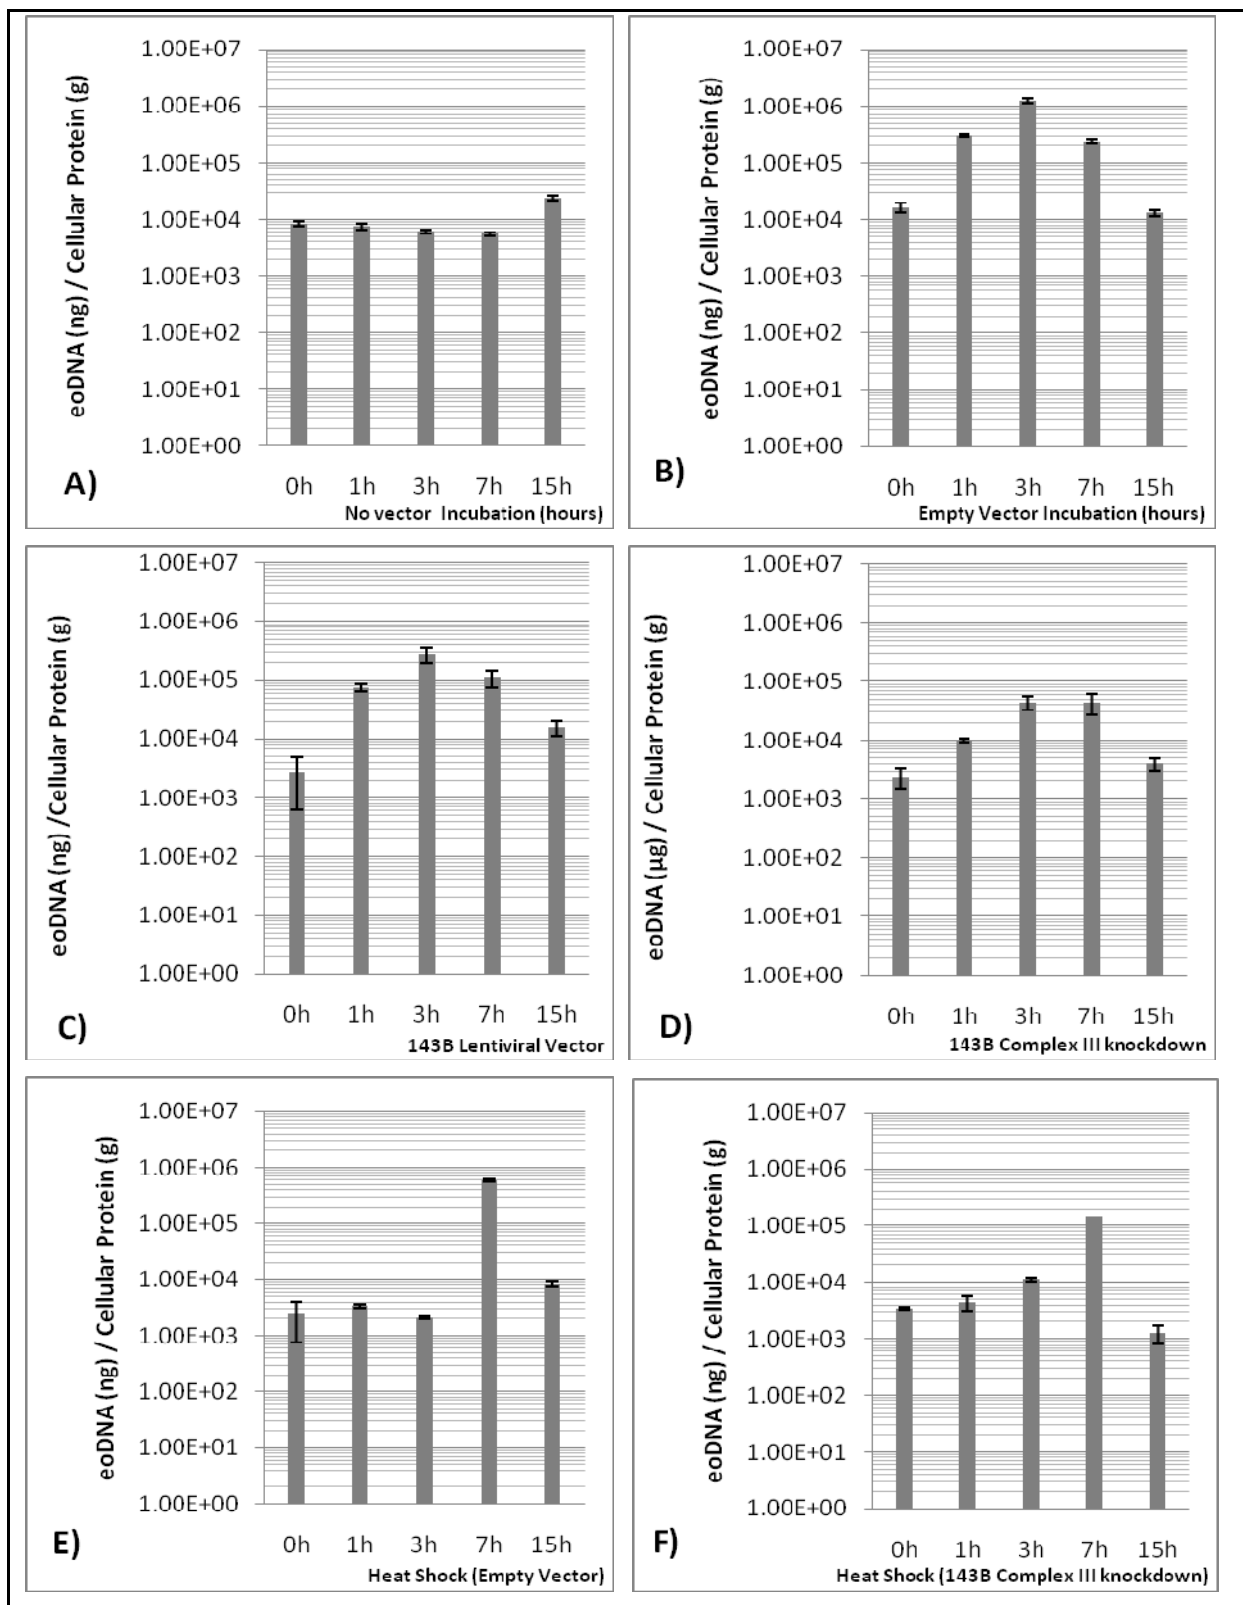 eoDNA (ng) / Cellular Protein (g)
1.00E+07
1.00E+06
1.00E+05
1.00E+04
1.00E+03
1.00E+02
1.00E+01
1.00E+00
0h 1h 3h 7h 15h
A)
No vector Incubation (hours)
eoDNA (ng) / Cellular Protein (g)
1.00E+07
1.00E+06
1.00E+05
1.00E+04
1.00E+03
1.00E+02
1.00E+01
1.00E+00
0h 1h 3h 7h 15h
B)
Empty Vector Incubation (hours)
eoDNA (ng) /Cellular Protein (g)
1.00E+07
1.00E+06
1.00E+05
1.00E+04
1.00E+03
1.00E+02
1.00E+01
1.00E+00
0h 1h 3h 7h 15h
C)
143B Lentiviral Vector
eoDNA (µg) / Cellular Protein (g)
1.00E+07
1.00E+06
1.00E+05
1.00E+04
1.00E+03
1.00E+02
1.00E+01
1.00E+00
0h 1h 3h 7h 15h
D)
143B Complex III knockdown
eoDNA (ng) / Cellular Protein (g)
1.00E+07
1.00E+06
1.00E+05
1.00E+04
1.00E+03
1.00E+02
1.00E+01
1.00E+00
0h 1h 3h 7h 15h
E)
Heat Shock (Empty Vector)
eoDNA (ng) / Cellular Protein (g)
1.00E+07
1.00E+06
1.00E+05
1.00E+04
1.00E+03
1.00E+02
1.00E+01
1.00E+00
0h 1h 3h 7h 15h
F)
Heat Shock (143B Complex III knockdown)